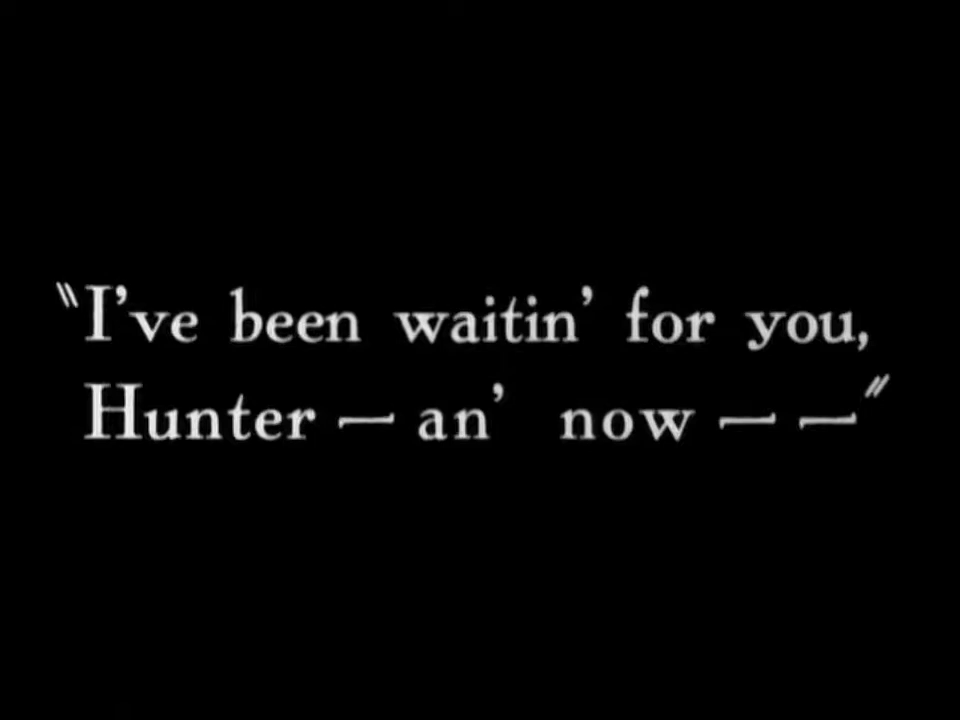 "I've been waitin' for you,
Hunter — an' now — —"